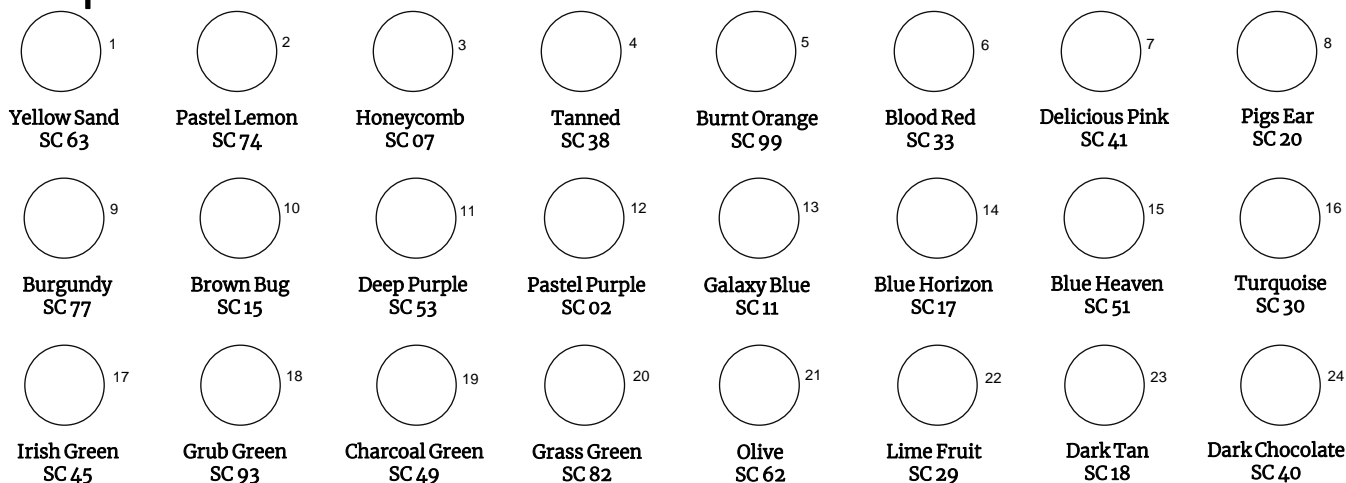 1 2 3 4 5 6 7 8
Yellow Sand Pastel Lemon Honeycomb Tanned Burnt Orange Blood Red Delicious Pink Pigs Ear
SC 63 SC 74 SC 07 SC 38 SC 99 SC 33 SC 41 SC 20
9 10 11 12 13 14 15 16
Burgundy Brown Bug Deep Purple Pastel Purple Galaxy Blue Blue Horizon Blue Heaven Turquoise
SC 77 SC 15 SC 53 SC 02 SC 11 SC 17 SC 51 SC 30
17 18 19 20 21 22 23 24
Irish Green Grub Green Charcoal Green Grass Green Olive Lime Fruit Dark Tan Dark Chocolate
SC 45 SC 93 SC 49 SC 82 SC 62 SC 29 SC 18 SC 40